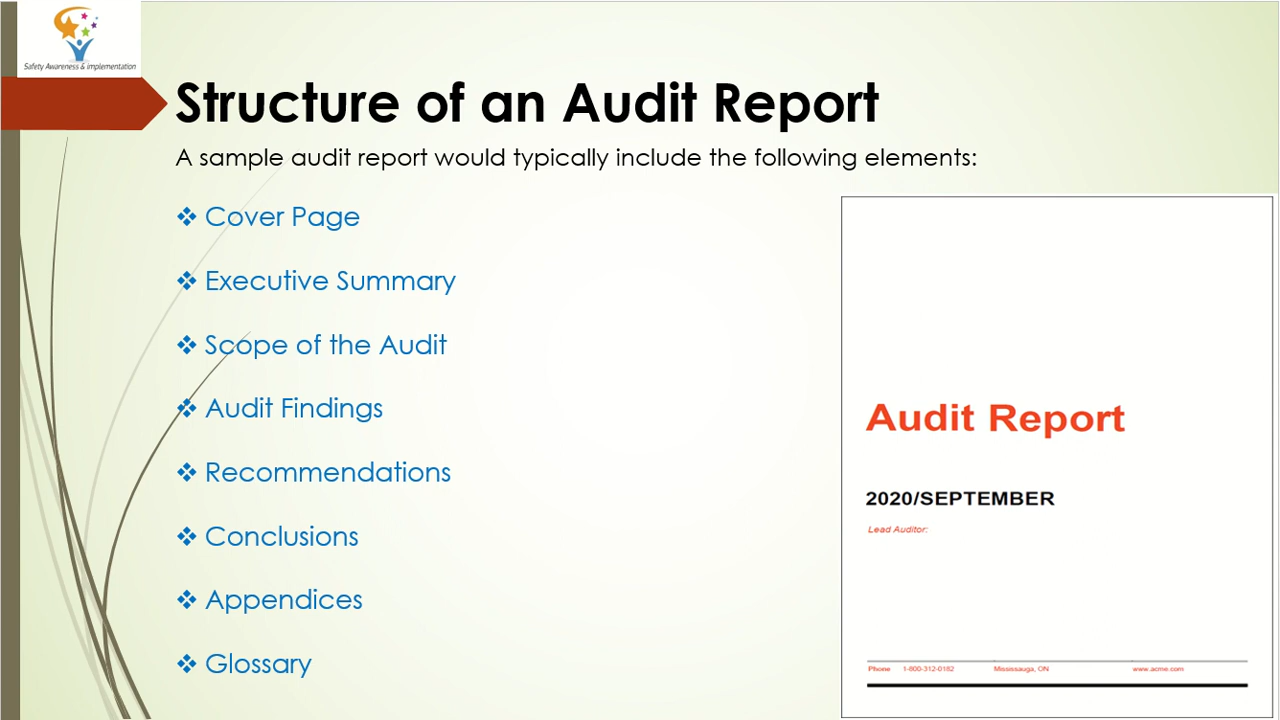 Safety Awareness & implementation
Structure of an Audit Report
A sample audit report would typically include the following elements:
❖ Cover Page
❖ Executive Summary
❖ Scope of the Audit
❖ Audit Findings
❖ Recommendations
❖ Conclusions
❖ Appendices
❖ Glossary
Audit Report
2020/SEPTEMBER
Lead Auditor:
Phone 1-800-312-0182 Mississauga, ON www.acme.com